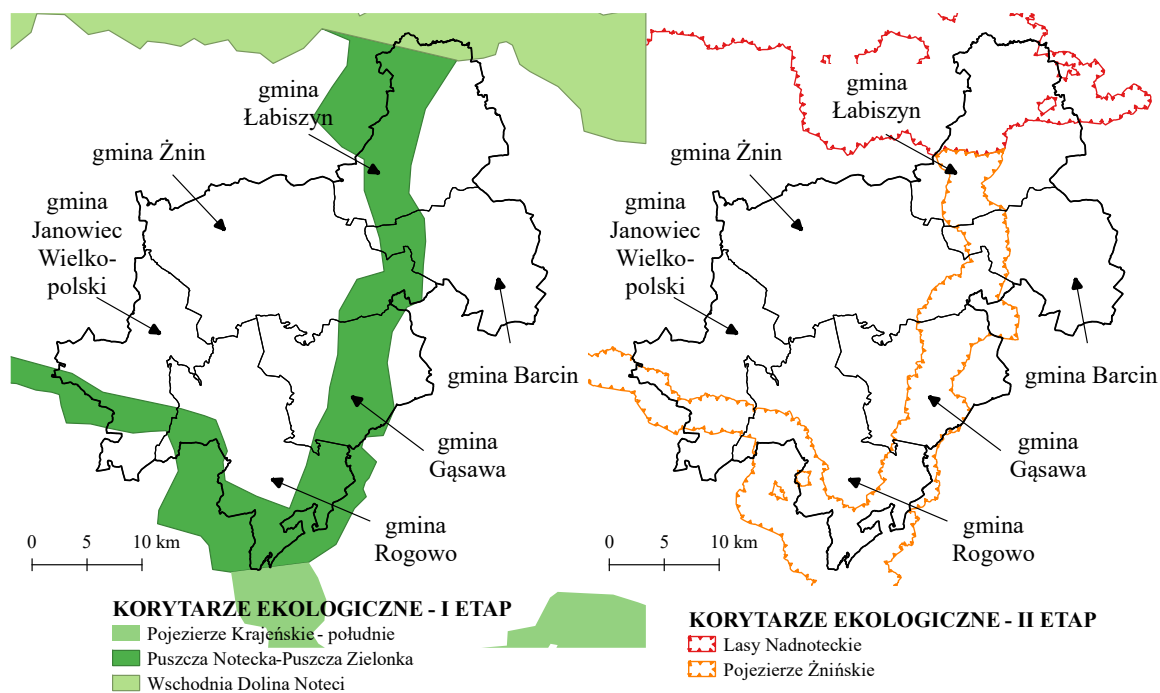 gmina
Łabiszyn
gmina Żnin
gmina
Janowiec
Wielko-
polski
gmina Barcin
gmina
Gąsawa
gmina
Rogowo
0 5 10 km
KORYTARZE EKOLOGICZNE - I ETAP
Pojezierze Krajeńskie - południe
Puszcza Notecka-Puszcza Zielonka
Wschodnia Dolina Noteci
gmina
Łabiszyn
gmina Żnin
gmina
Janowiec
Wielko-
polski
gmina Barcin
gmina
Gąsawa
gmina
Rogowo
0 5 10 km
KORYTARZE EKOLOGICZNE - II ETAP
Lasy Nadnoteckie
Pojezierze Żnińskie